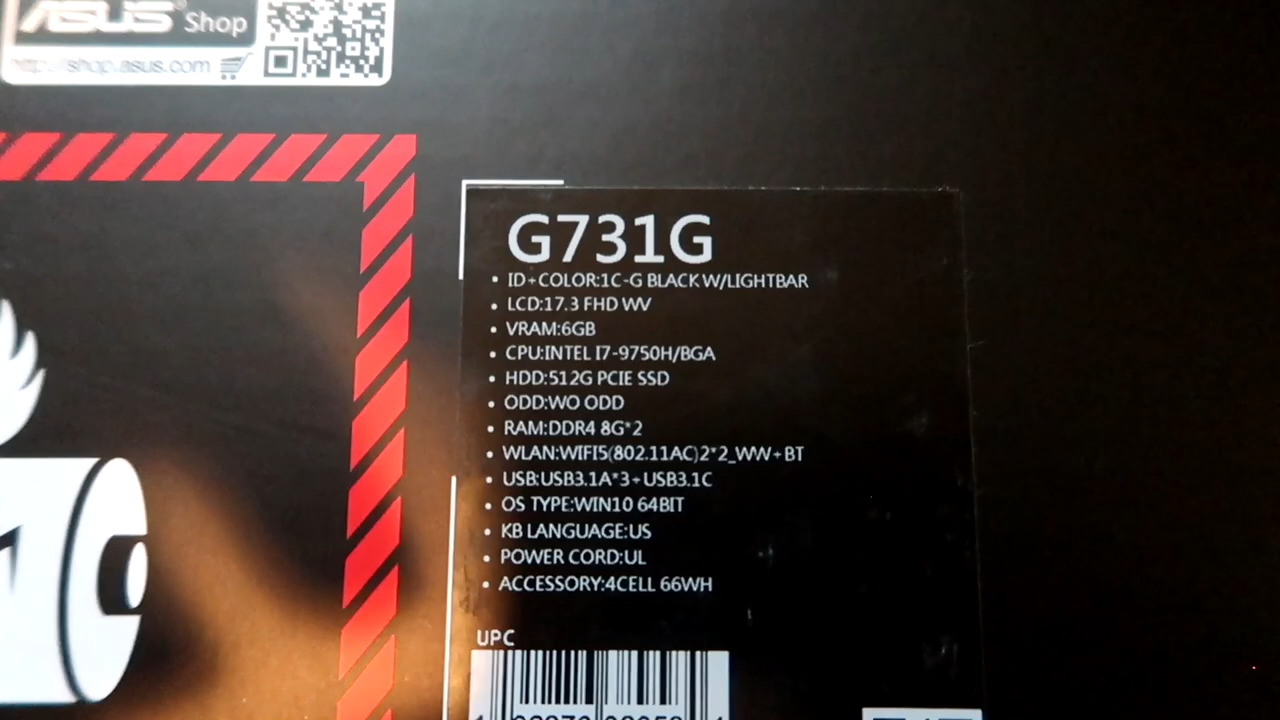 ASUS Shop
http://shop.asus.com
G731G
• ID+COLOR:1C-G BLACK W/LIGHTBAR
• LCD:17.3 FHD WV
• VRAM:6GB
• CPU:INTEL I7-9750H/BGA
• HDD:512G PCIE SSD
• ODD:WO ODD
• RAM:DDR4 8G*2
• WLAN:WIFI5(802.11AC)2*2_WW+BT
• USB:USB3.1A*3+USB3.1C
• OS TYPE:WIN10 64BIT
• KB LANGUAGE:US
• POWER CORD:UL
• ACCESSORY:4CELL 66WH
UPC